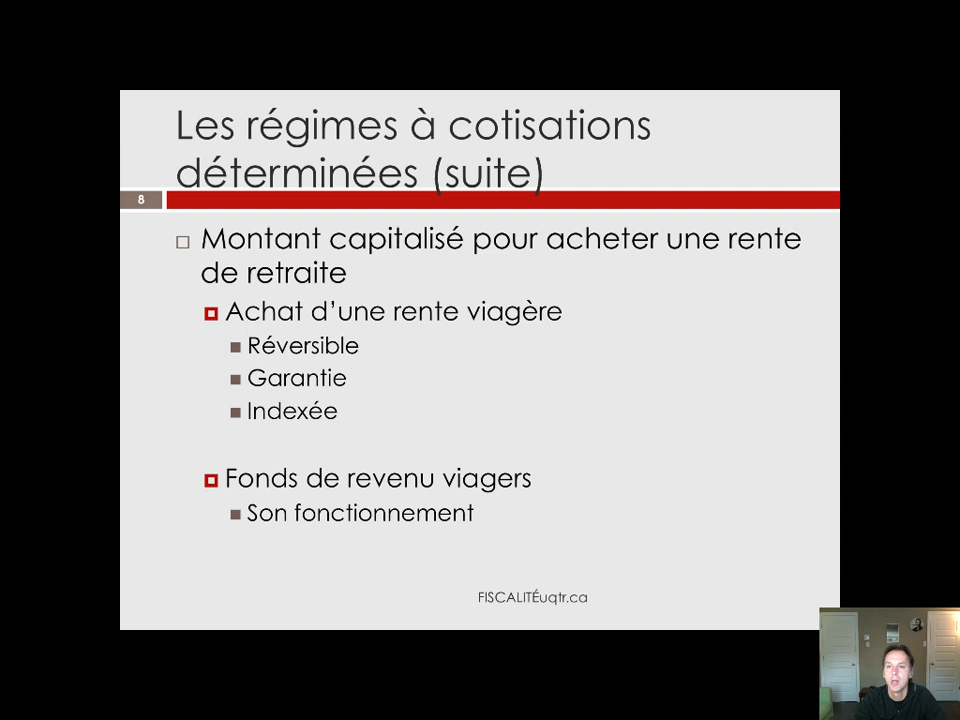 Les régimes à cotisations
déterminées (suite)
8
Montant capitalisé pour acheter une rente
de retraite
Achat d’une rente viagère
Réversible
Garantie
Indexée
Fonds de revenu viagers
Son fonctionnement
FISCALITÉuqtr.ca